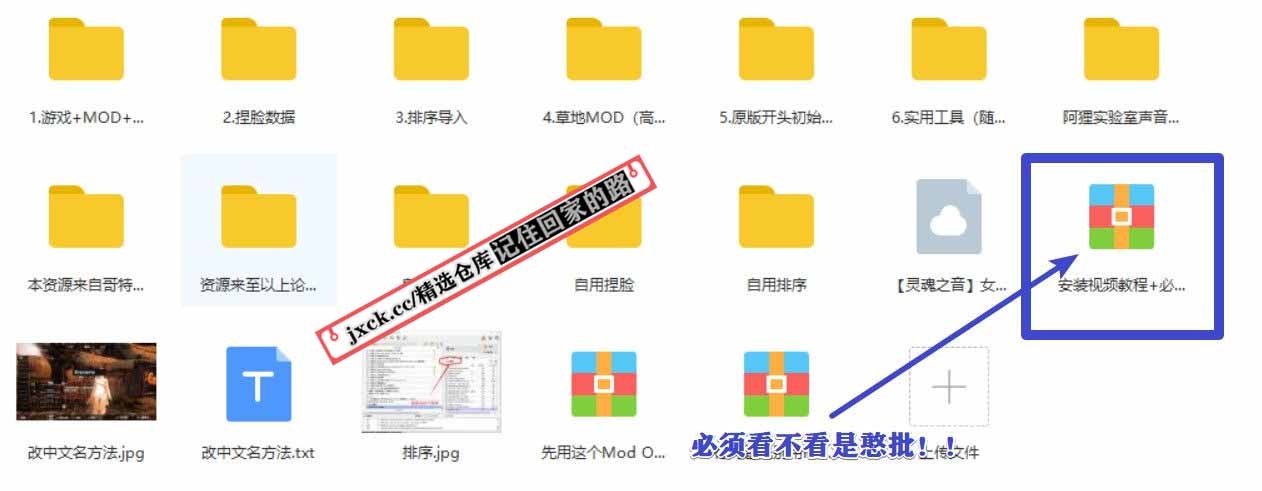 1.游戏+MOD+...
2.捏脸数据
3.排序导入
4.草地MOD（高...
5.原版开头初始...
6.实用工具（随...
阿狸实验室声音...
本资源来自哥特...
资源来至以上论...
自用捏脸
自用排序
【灵魂之音】女...
安装视频教程+必...
jxck.cc/精选仓库记住回家的路
改中文名方法.jpg
改中文名方法.txt
排序.jpg
先用这个Mod O...
必须看不看是憨批！！
上传文件